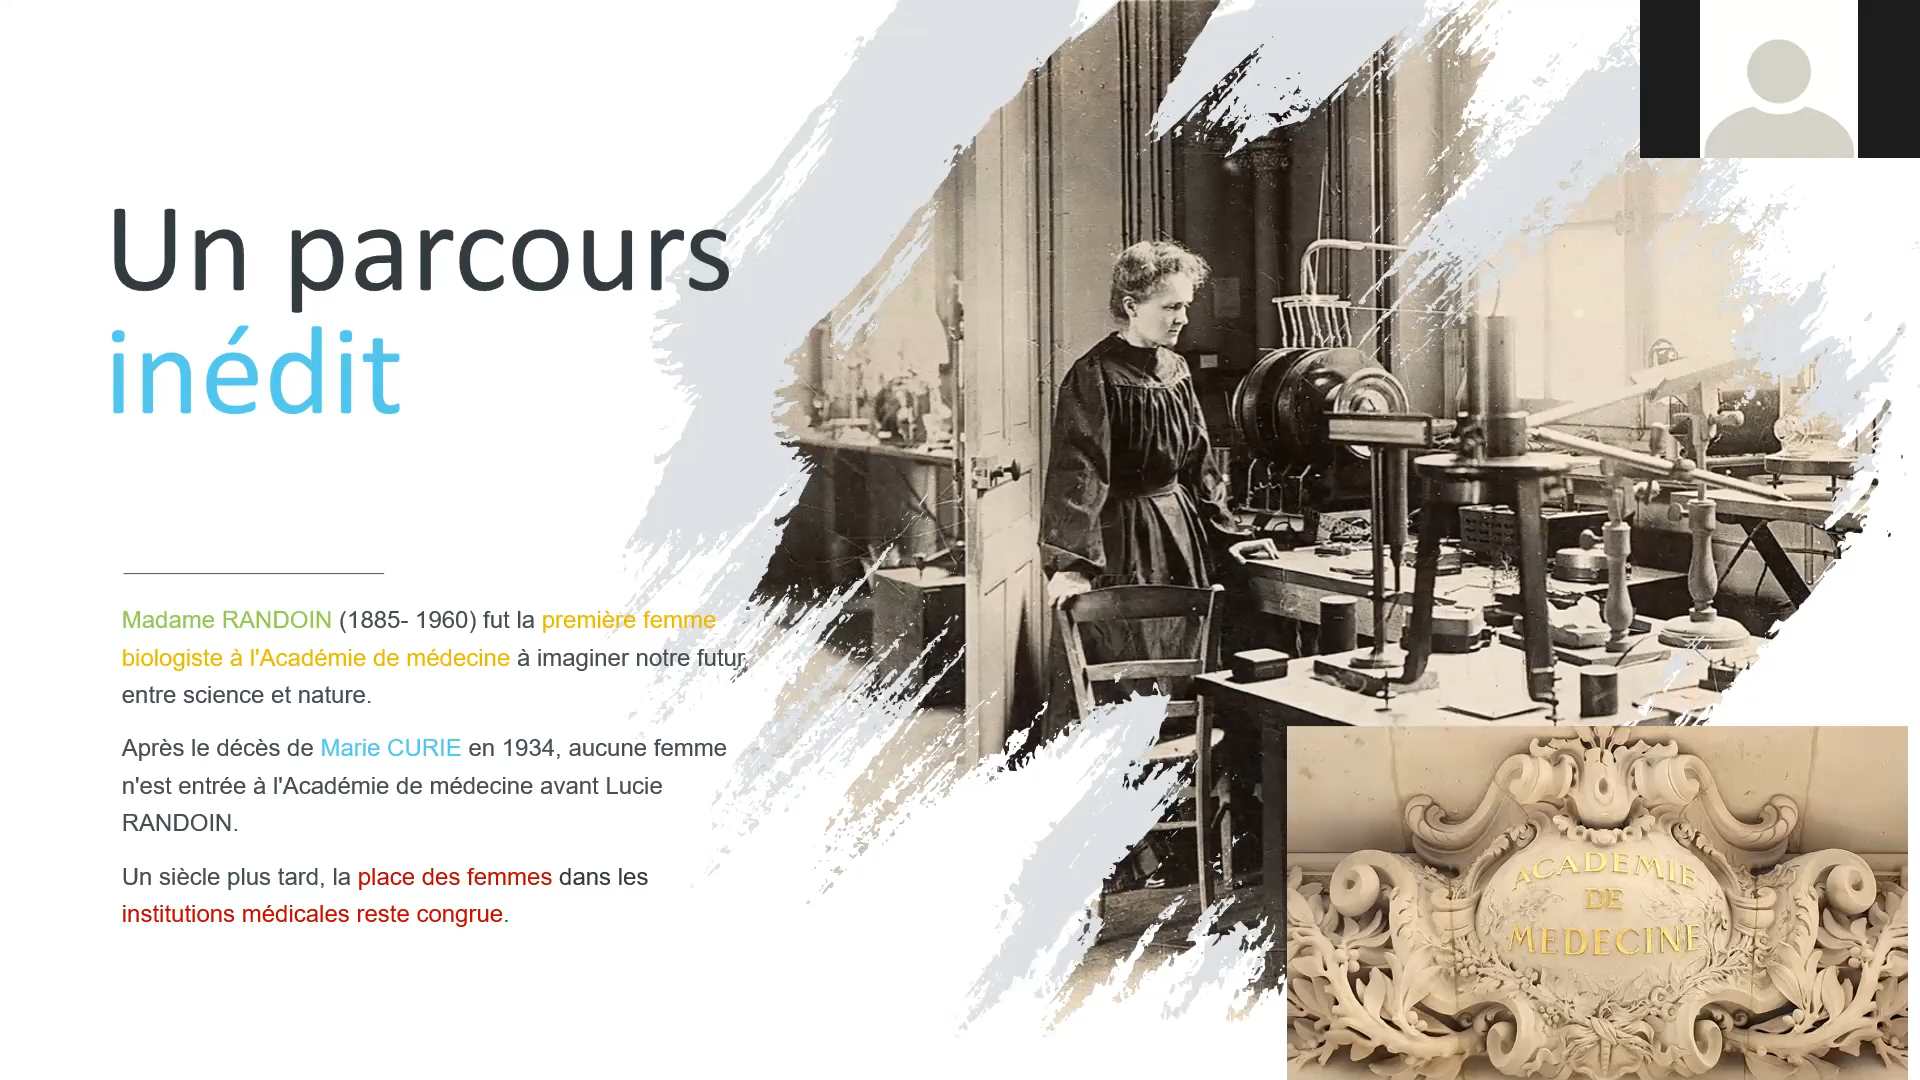 Un parcours
inédit
Madame RANDOIN (1885- 1960) fut la première femme
biologiste à l'Académie de médecine à imaginer notre futur,
entre science et nature.
Après le décès de Marie CURIE en 1934, aucune femme
n'est entrée à l'Académie de médecine avant Lucie
RANDOIN.
Un siècle plus tard, la place des femmes dans les
institutions médicales reste congrue.
ACADEMIE
DE
MEDECINE